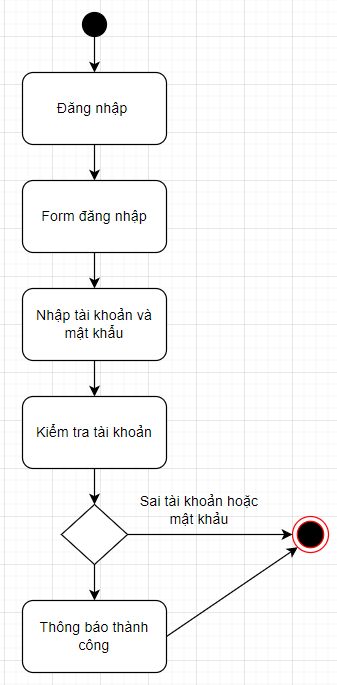 Đăng nhập
Form đăng nhập
Nhập tài khoản và
mật khẩu
Kiểm tra tài khoản
Sai tài khoản hoặc
mật khẩu
Thông báo thành
công